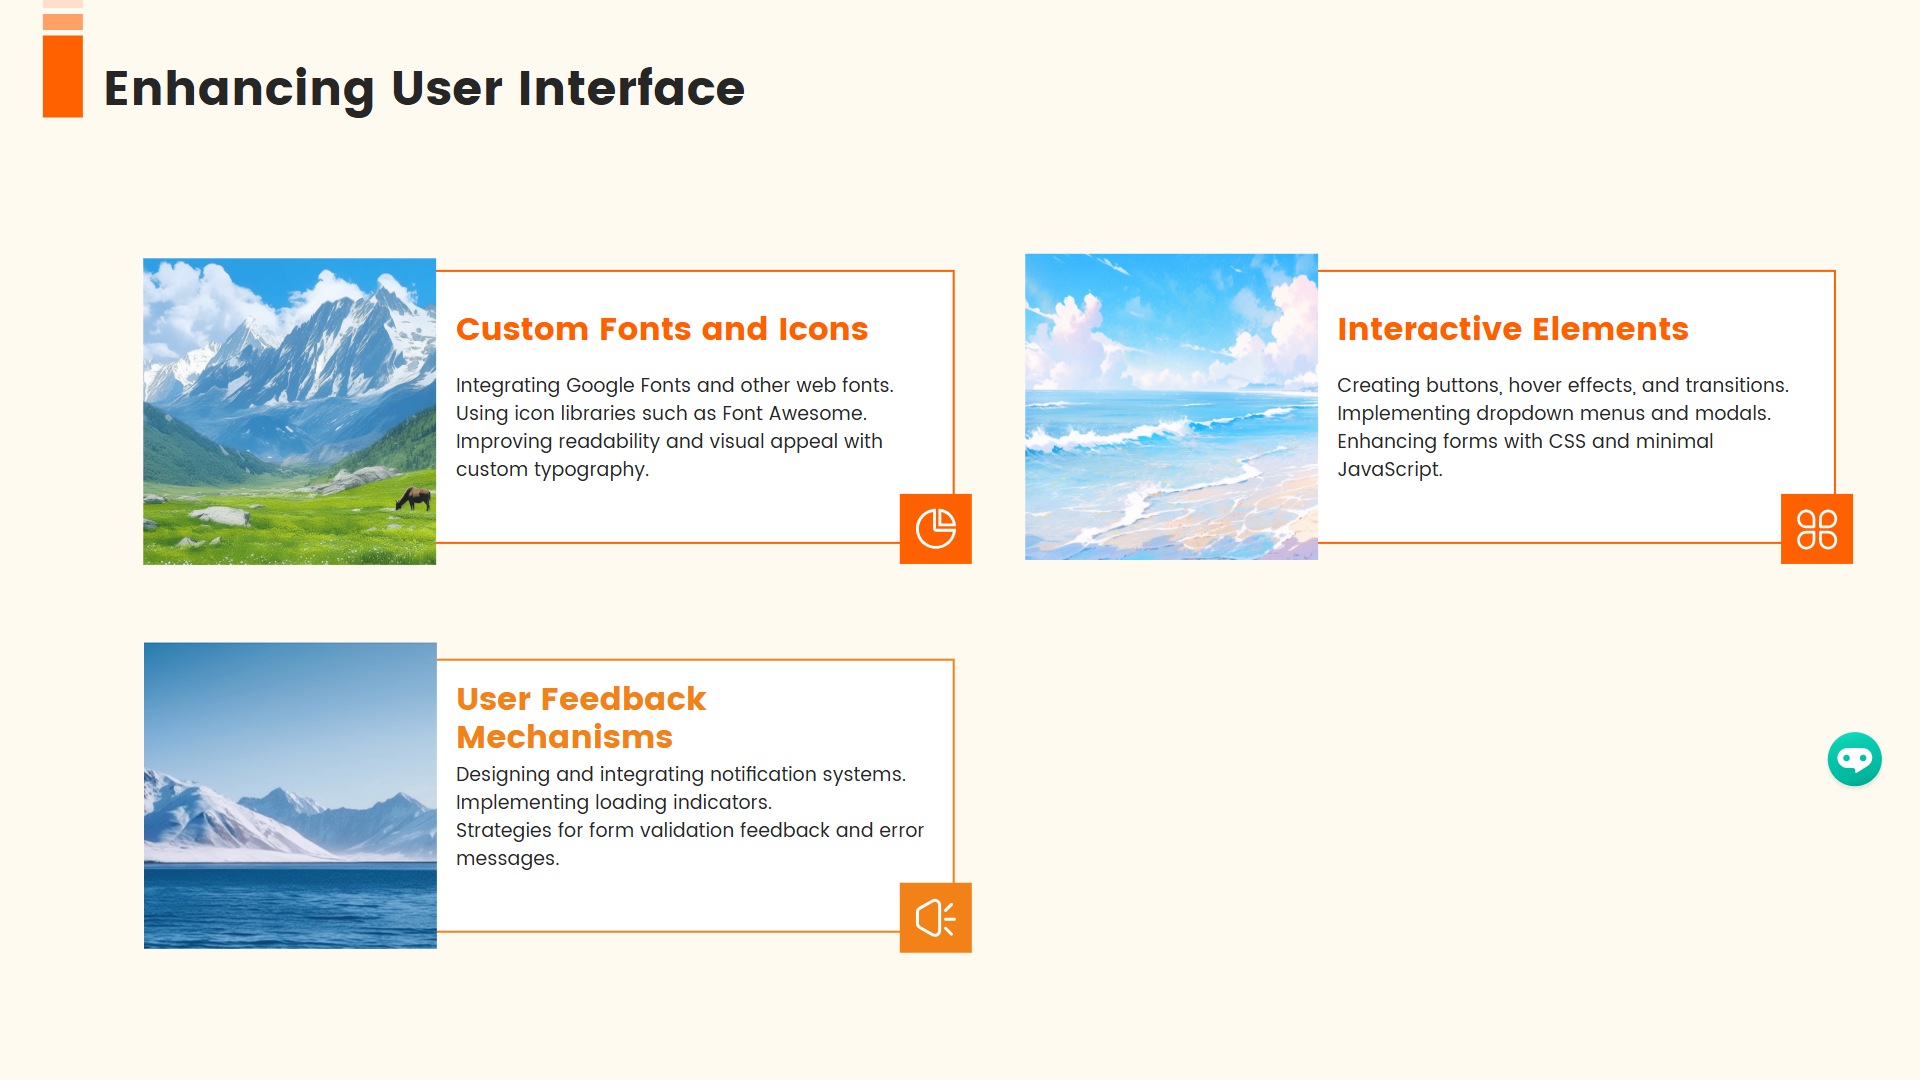 Enhancing User Interface
Custom Fonts and Icons
Integrating Google Fonts and other web fonts.
Using icon libraries such as Font Awesome.
Improving readability and visual appeal with
custom typography.
Interactive Elements
Creating buttons, hover effects, and transitions.
Implementing dropdown menus and modals.
Enhancing forms with CSS and minimal
JavaScript.
User Feedback
Mechanisms
Designing and integrating notification systems.
Implementing loading indicators.
Strategies for form validation feedback and error
messages.